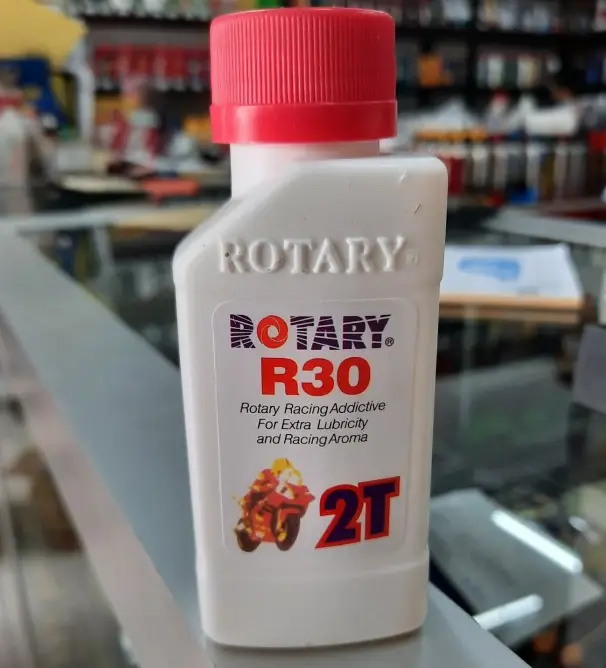 ROTARY
ROTARY®
R30
Rotary Racing Addictive
For Extra Lubricity
and Racing Aroma
2T